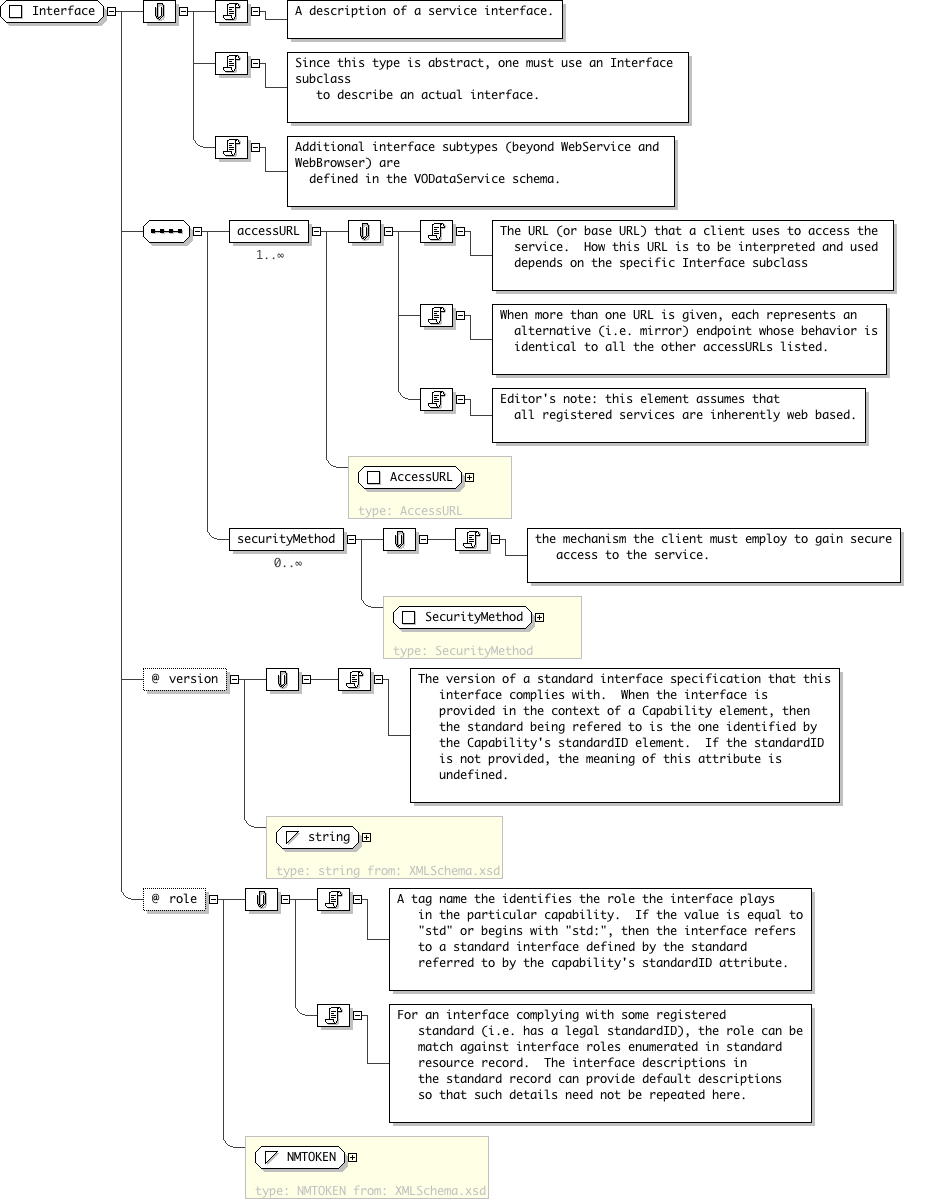 Interface
A description of a service interface.
Since this type is abstract, one must use an Interface
subclass
to describe an actual interface.
Additional interface subtypes (beyond WebService and
WebBrowser) are
defined in the VODataService schema.
accessURL
1..∞
The URL (or base URL) that a client uses to access the
service. How this URL is to be interpreted and used
depends on the specific Interface subclass
When more than one URL is given, each represents an
alternative (i.e. mirror) endpoint whose behavior is
identical to all the other accessURLs listed.
Editor's note: this element assumes that
all registered services are inherently web based.
AccessURL
type: AccessURL
securityMethod
0..∞
the mechanism the client must employ to gain secure
access to the service.
SecurityMethod
type: SecurityMethod
@ version
The version of a standard interface specification that this
interface complies with. When the interface is
provided in the context of a Capability element, then
the standard being refered to is the one identified by
the Capability's standardID element. If the standardID
is not provided, the meaning of this attribute is
undefined.
string
type: string from: XMLSchema.xsd
@ role
A tag name the identifies the role the interface plays
in the particular capability. If the value is equal to
"std" or begins with "std:", then the interface refers
to a standard interface defined by the standard
referred to by the capability's standardID attribute.
For an interface complying with some registered
standard (i.e. has a legal standardID), the role can be
match against interface roles enumerated in standard
resource record. The interface descriptions in
the standard record can provide default descriptions
so that such details need not be repeated here.
NMTOKEN
type: NMTOKEN from: XMLSchema.xsd